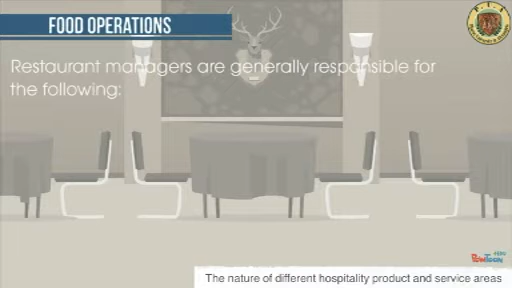 FOOD OPERATIONS
Restaurant managers are generally responsible for
the following:
POWTOON
The nature of different hospitality product and service areas